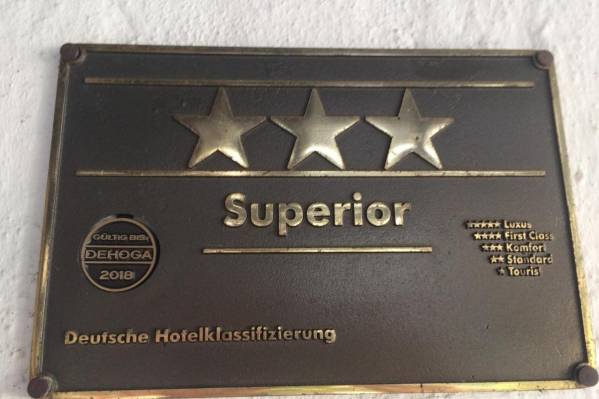 ★★★
Superior
GÜLTIG BIS:
DEHOGA
2018
★★★★★ Luxus
★★★★ First Class
★★★ Komfort
★★ Standard
★ Tourist
Deutsche Hotelklassifizierung